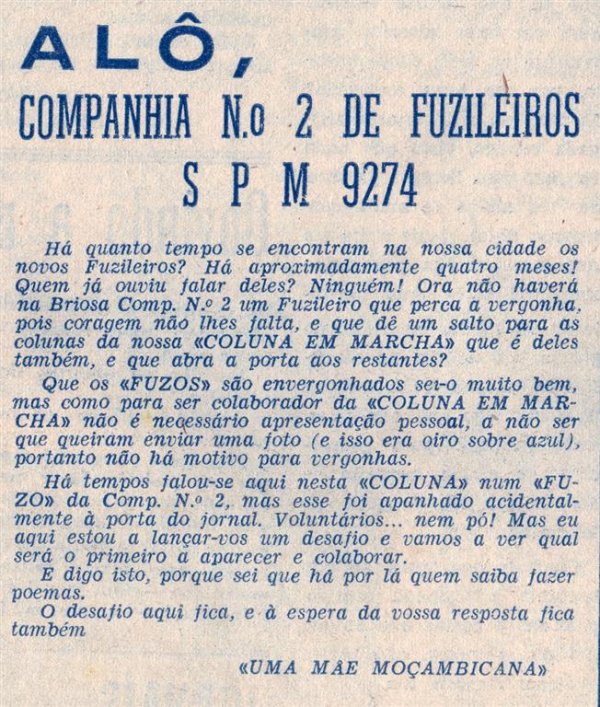 ALÔ,
COMPANHIA N.o 2 DE FUZILEIROS
S P M 9274
Há quanto tempo se encontram na nossa cidade os
novos Fuzileiros? Há aproximadamente quatro meses!
Quem já ouviu falar deles? Ninguém! Ora não haverá
na Briosa Comp. N.º 2 um Fuzileiro que perca a vergonha,
pois coragem não lhes falta, e que dê um salto para as
colunas da nossa «COLUNA EM MARCHA» que é deles
também, e que abra a porta aos restantes?
Que os «FUZOS» são envergonhados sei-o muito bem,
mas como para ser colaborador da «COLUNA EM MAR-
CHA» não é necessário apresentação pessoal, a não ser
que queiram enviar uma foto (e isso era oiro sobre azul),
portanto não há motivo para vergonhas.
Há tempos falou-se aqui nesta «COLUNA» num «FU-
ZO» da Comp. N.º 2, mas esse foi apanhado acidental-
mente à porta do jornal. Voluntários... nem pó! Mas eu
aqui estou a lançar-vos um desafio e vamos a ver qual
será o primeiro a aparecer e colaborar.
E digo isto, porque sei que há por lá quem saiba fazer
poemas.
O desafio aqui fica, e à espera da vossa resposta fica
também
«UMA MÃE MOÇAMBICANA»